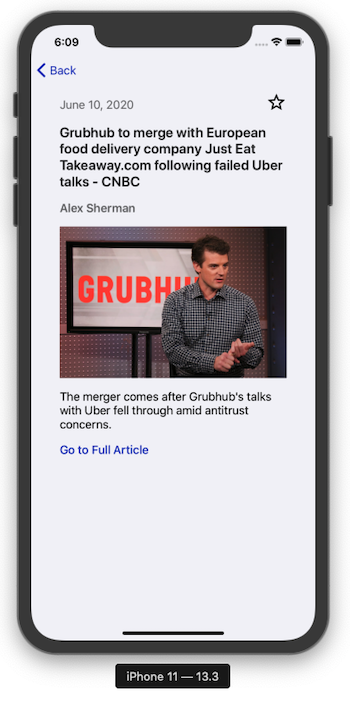 6:09
Back
June 10, 2020
Grubhub to merge with European
food delivery company Just Eat
Takeaway.com following failed Uber
talks - CNBC
Alex Sherman
GRUBHU
The merger comes after Grubhub's talks
with Uber fell through amid antitrust
concerns.
Go to Full Article
iPhone 11 — 13.3